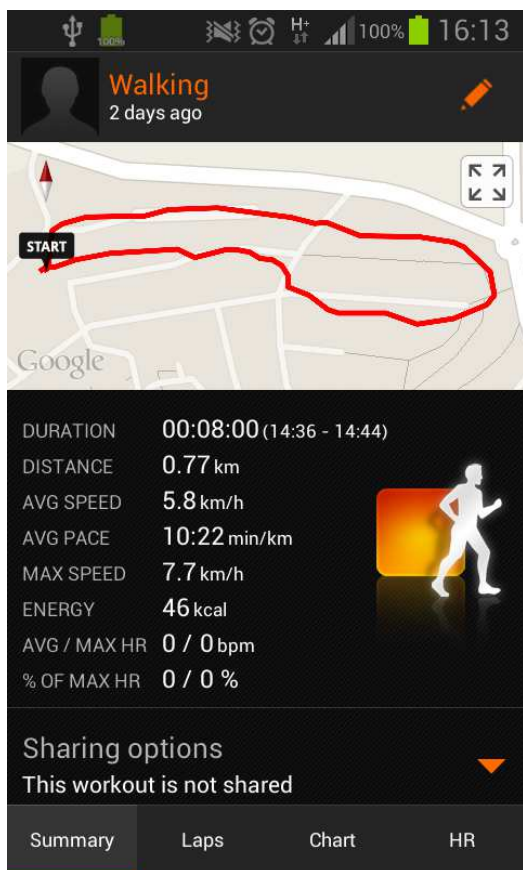 100% H+ 100% 16:13
Walking
2 days ago
START
Google
DURATION 00:08:00 (14:36 - 14:44)
DISTANCE 0.77 km
AVG SPEED 5.8 km/h
AVG PACE 10:22 min/km
MAX SPEED 7.7 km/h
ENERGY 46 kcal
AVG / MAX HR 0 / 0 bpm
% OF MAX HR 0 / 0 %
Sharing options
This workout is not shared
Summary Laps Chart HR